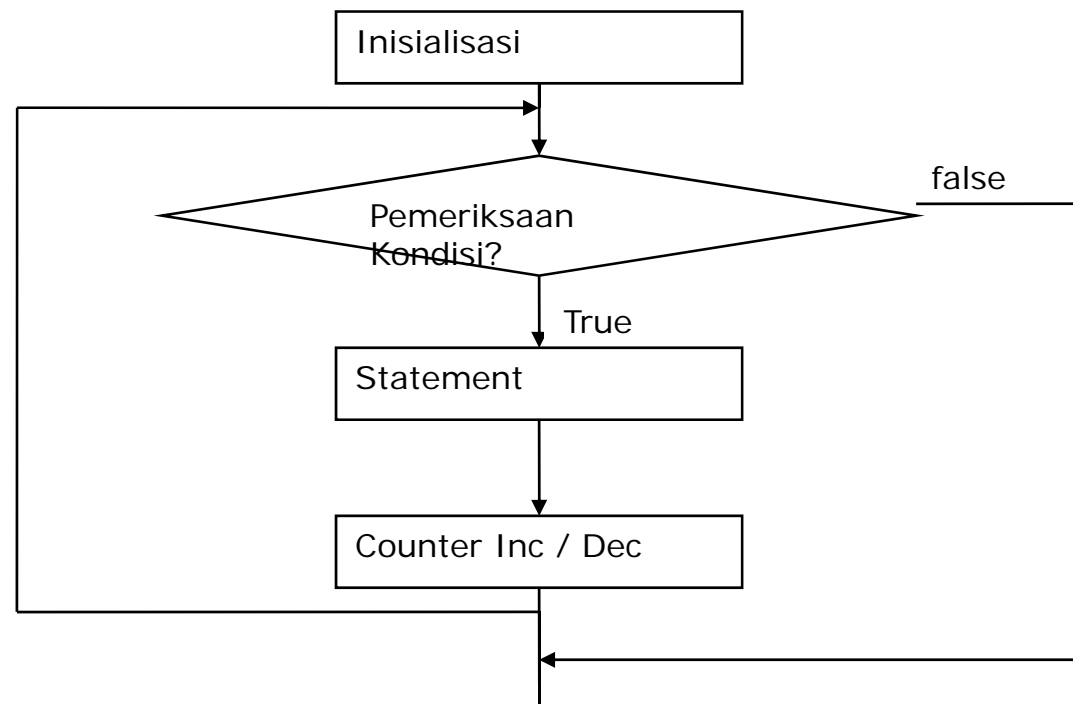 Inisialisasi
false
Pemeriksaan
Kondisi?
True
Statement
Counter Inc / Dec